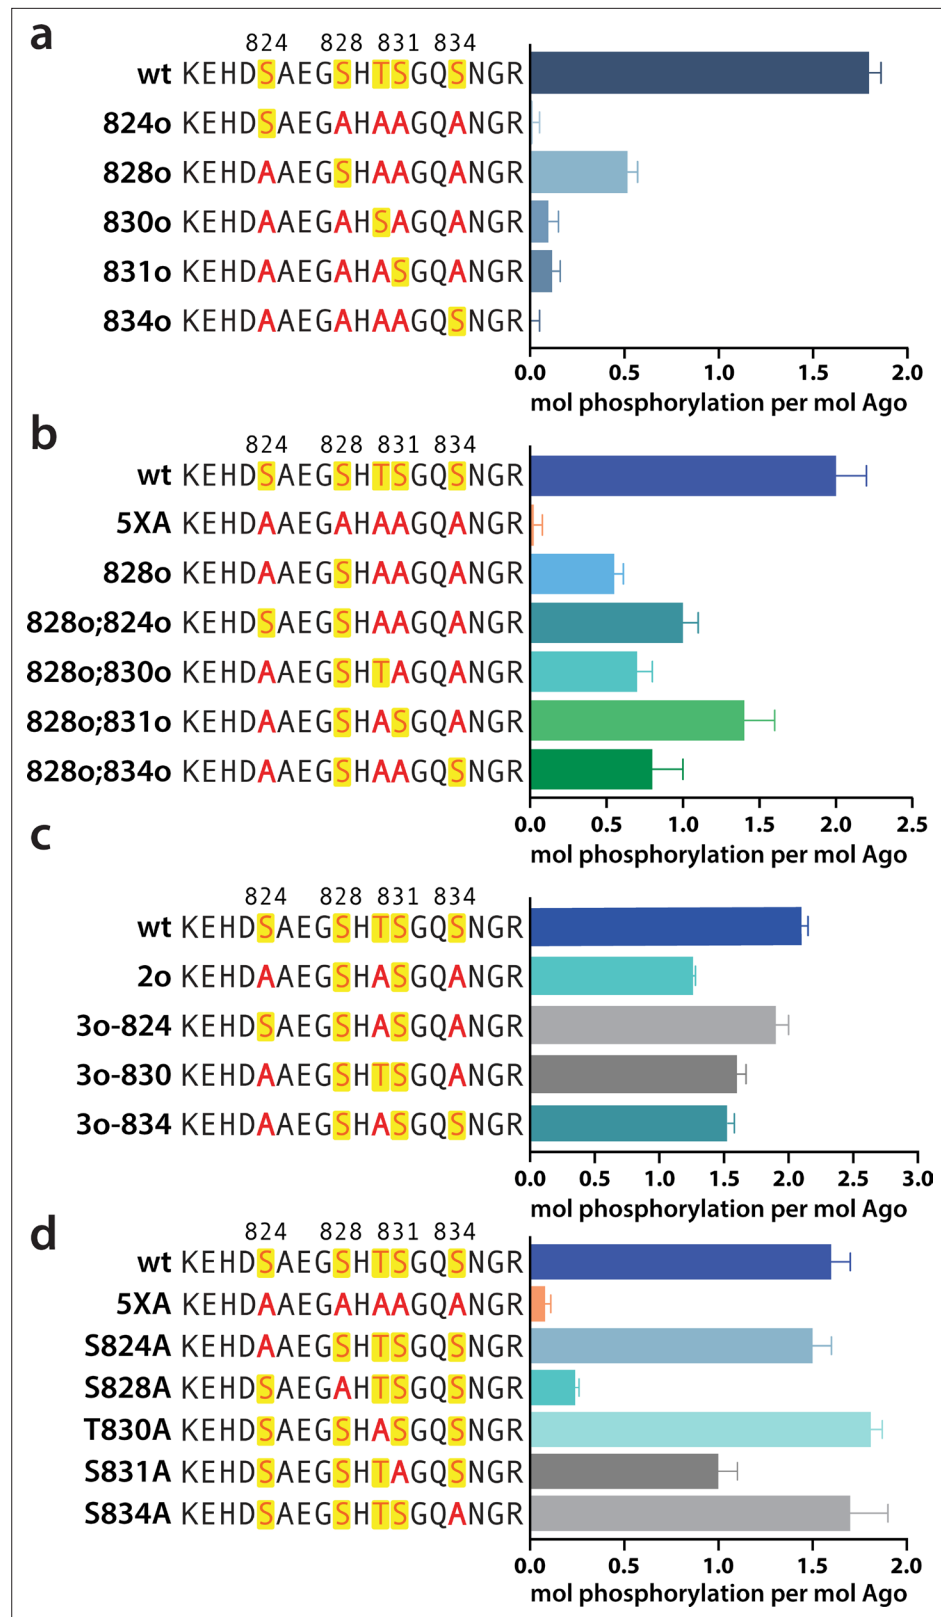 a
824 828 831 834
wt KEHDSAEGSHTSGQSNGR
824o KEHDSAEGAHAAGQANGR
828o KEHDAAEGSHAAGQANGR
830o KEHDAAEGAHSAGQANGR
831o KEHDAAEGAHASGQANGR
834o KEHDAAEGAHAAGQSNGR
0.0 0.5 1.0 1.5 2.0
mol phosphorylation per mol Ago
b
824 828 831 834
wt KEHDSAEGSHTSGQSNGR
5XA KEHDAAEGAHAAGQANGR
828o KEHDAAEGSHAAGQANGR
828o;824o KEHDSAEGSHAAGQANGR
828o;830o KEHDAAEGSHTAGQANGR
828o;831o KEHDAAEGSHASGQANGR
828o;834o KEHDAAEGSHAAGQSNGR
0.0 0.5 1.0 1.5 2.0 2.5
mol phosphorylation per mol Ago
c
824 828 831 834
wt KEHDSAEGSHTSGQSNGR
2o KEHDAAEGSHASGQANGR
3o-824 KEHDSAEGSHASGQANGR
3o-830 KEHDAAEGSHTSGQANGR
3o-834 KEHDAAEGSHASGQSNGR
0.0 0.5 1.0 1.5 2.0 2.5 3.0
mol phosphorylation per mol Ago
d
824 828 831 834
wt KEHDSAEGSHTSGQSNGR
5XA KEHDAAEGAHAAGQANGR
S824A KEHDAAEGSHTSGQSNGR
S828A KEHDSAEGAHTSGQSNGR
T830A KEHDSAEGSHASGQSNGR
S831A KEHDSAEGSHTAGQSNGR
S834A KEHDSAEGSHTSGQANGR
0.0 0.5 1.0 1.5 2.0
mol phosphorylation per mol Ago